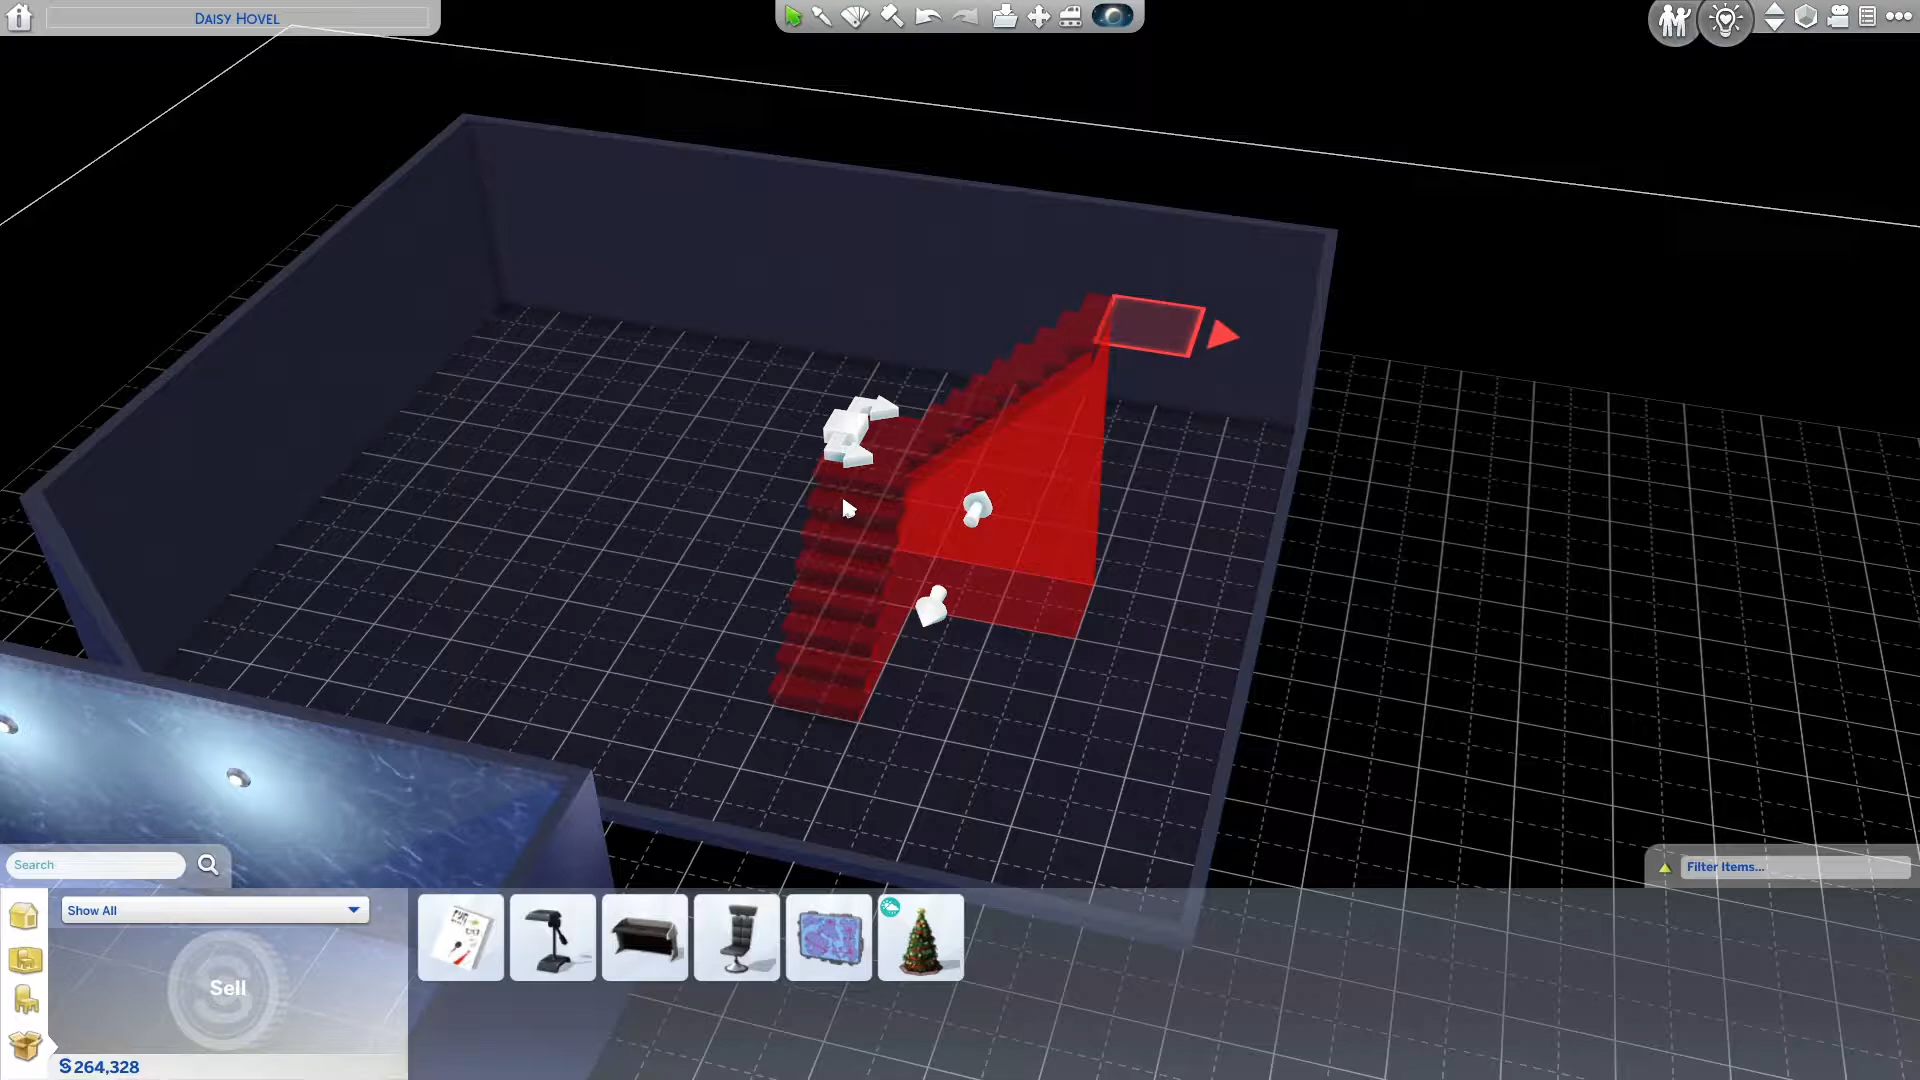 DAISY HOVEL
Search
Filter Items...
Show All
Sell
§264,328